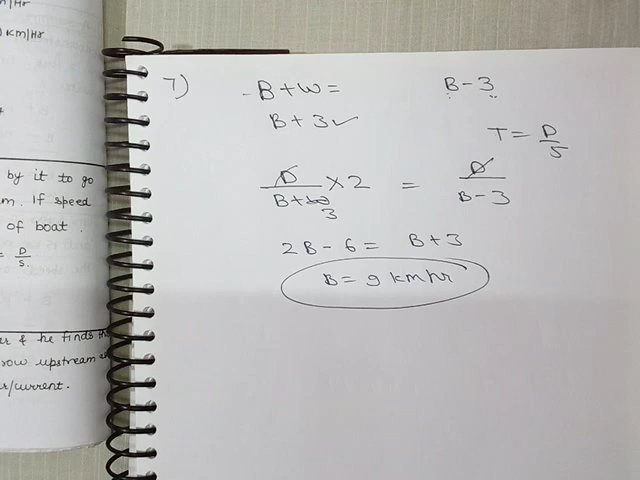 M/Hr
KM/Hr
by it to go
m. If speed
of boat.
= D/S.
& he finds th
row upstream
/current.
7)
B+W=
B-3
B+3✓
T= D/S
D/B+3 ×2 = D/B-3
2B-6= B+3
B= 9 kmhr